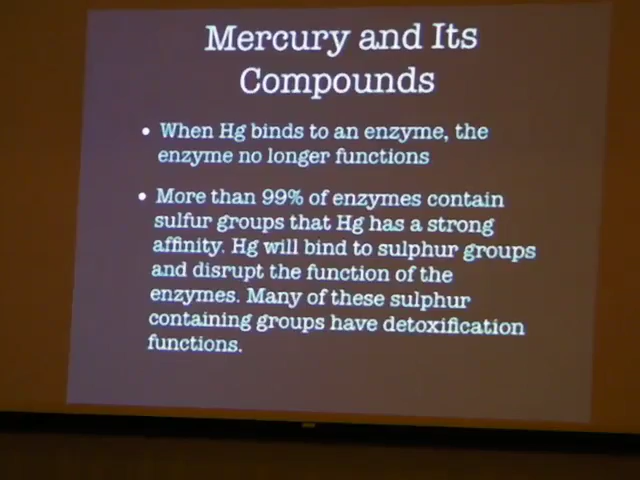 Mercury and Its
Compounds
• When Hg binds to an enzyme, the
enzyme no longer functions
• More than 99% of enzymes contain
sulfur groups that Hg has a strong
affinity. Hg will bind to sulphur groups
and disrupt the function of the
enzymes. Many of these sulphur
containing groups have detoxification
functions.